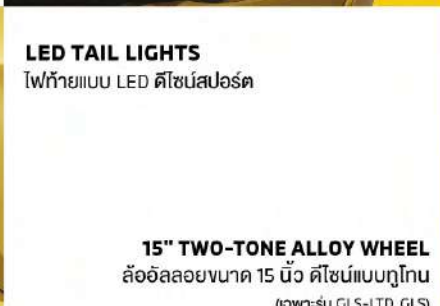 LED TAIL LIGHTS
ไฟท้ายแบบ LED ดีไซน์สปอร์ต
15" TWO-TONE ALLOY WHEEL
ล้ออัลลอยขนาด 15 นิ้ว ดีไซน์แบบทูโทน
(เฉพาะรุ่น GLS-LTD, GLS)